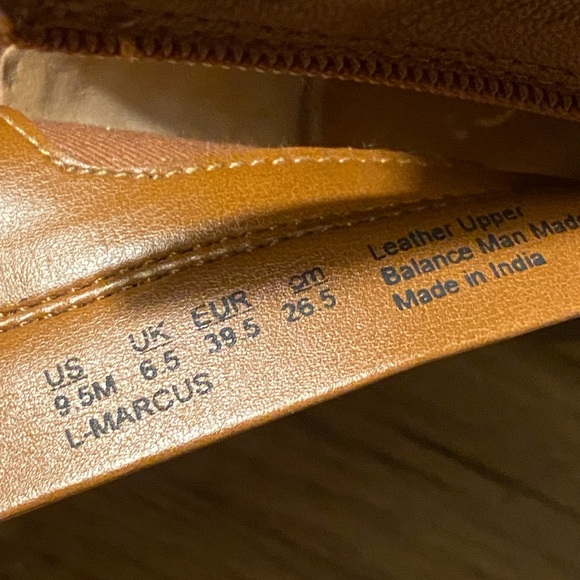 US UK EUR cm
9.5M 6.5 39.5 26.5
L-MARCUS
Leather Upper
Balance Man Made
Made in India